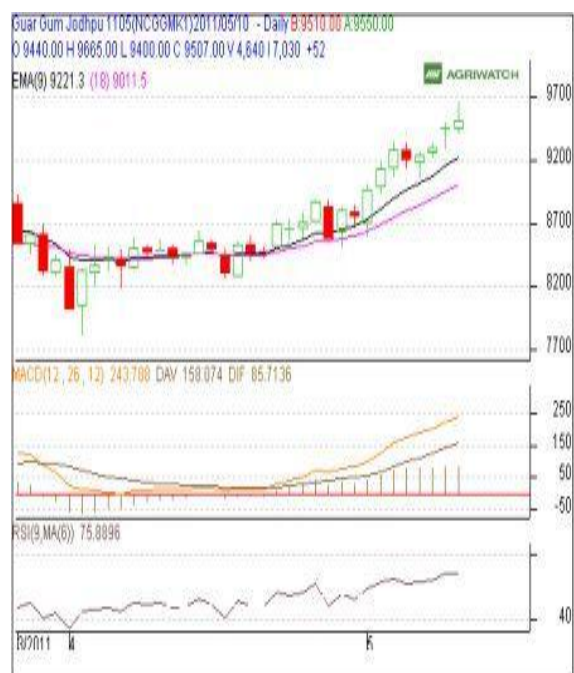 Guar Gum Jodhpu 1105(NCGGMK1)2011/05/10 - Daily B:9510.00 A:9550.00
O 9440.00 H 9665.00 L 9400.00 C 9507.00 V 4,640 I 7,030 +52
EMA(9) 9221.3 (18) 9011.5
AGRIWATCH
9700
9200
8700
8200
7700
MACD(12, 26, 12) 243.788 DAV 158.074 DIF 85.7136
250
150
50
-50
RSI(9,MA(6)) 75.8896
40
3/2011 4 5